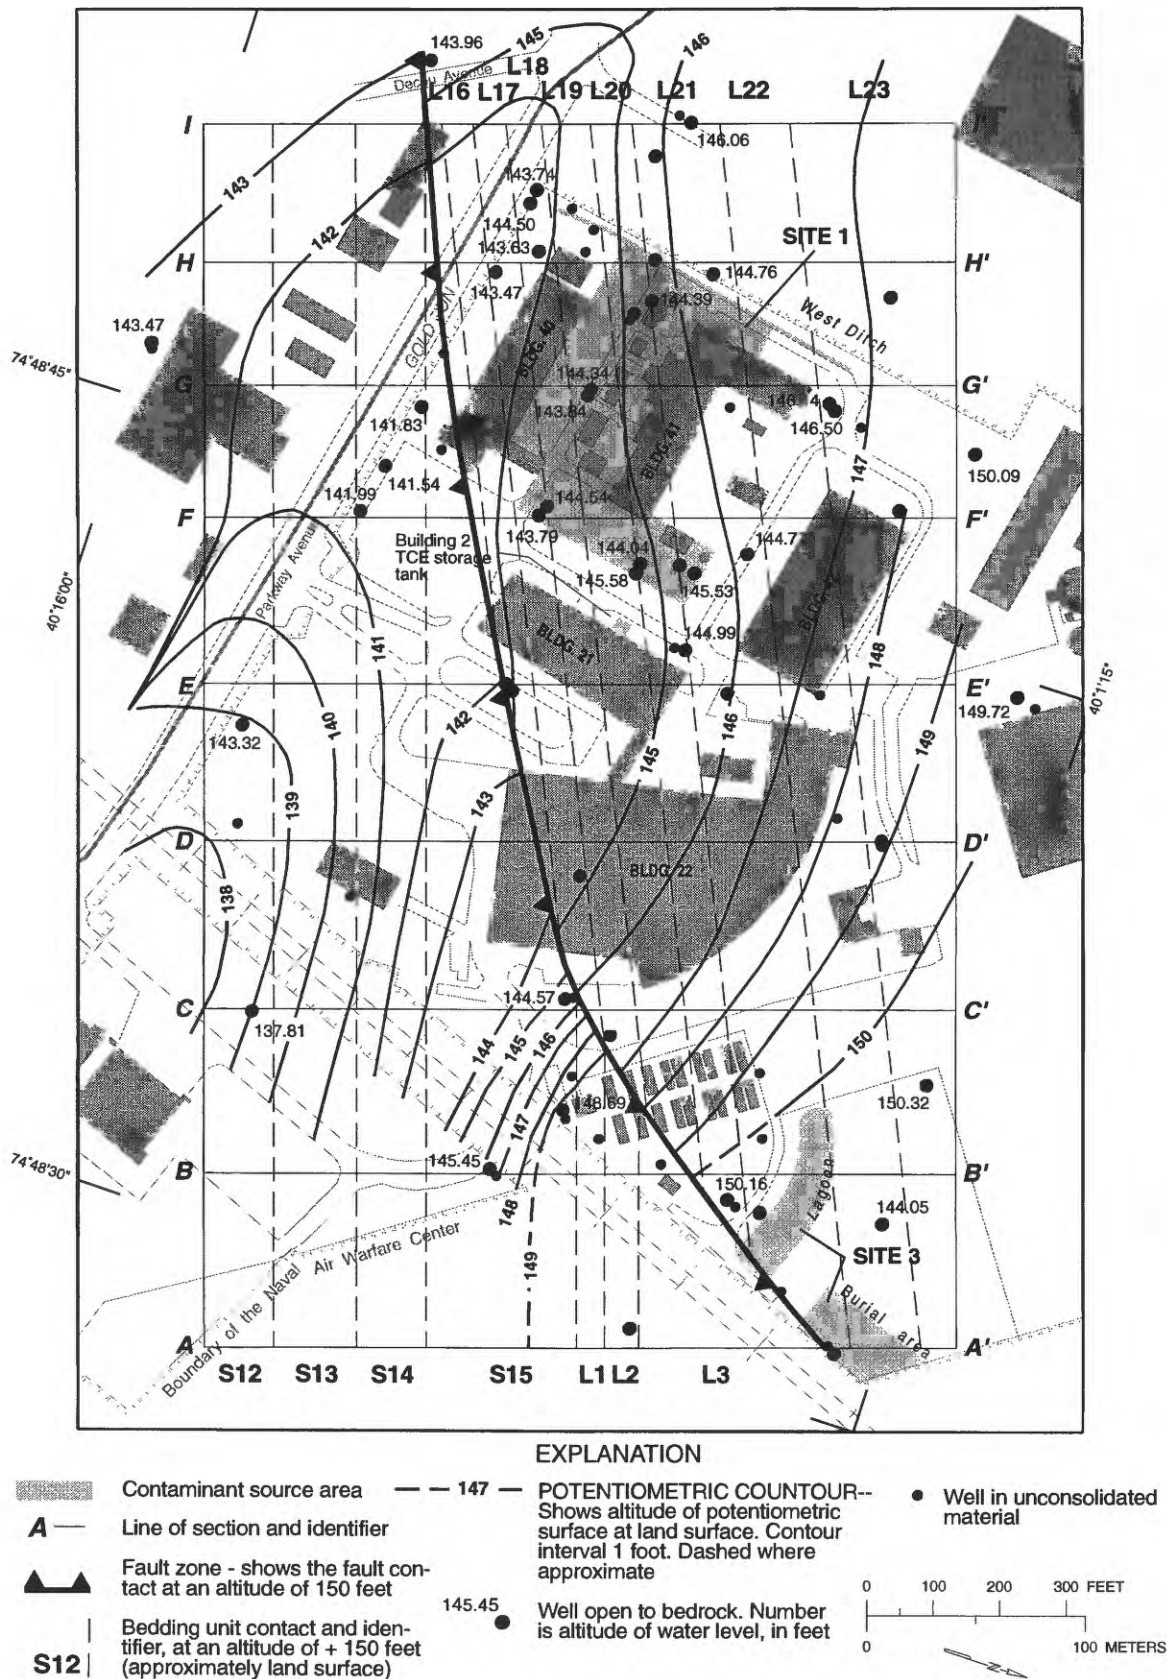 143.96
145
146
Decou Avenue
L18
L16 L17 L19 L20 L21 L22 L23
I
I'
146.06
143
143.74
144.50
142
143.63
SITE 1
H
H'
143.47
144.76
GOLD RUN
144.39
West Ditch
143.47
BLDG. 40
74°48'45"
144.34
G
G'
143.84
141.83
146.50
BLDG. 41
147
150.09
141.54
141.99
144.54
F
F'
143.79
Building 2
TCE storage
tank
144.04
144.77
40°16'00"
Parkway Avenu
145.58
145.53
141
BLDG. 21
144.99
148
E
E'
142
143.32
140
146
149.72
40°1'15"
145
149
139
143
D
D'
138
BLDG. 22
144.57
C
C'
137.81
144
145
146
150
147
148.69
150.32
74°48'30"
145.45
B
B'
148
150.16
Lagoon
144.05
149
SITE 3
Boundary of the Naval Air Warfare Center
Burial area
A
A'
S12 S13 S14 S15 L1 L2 L3
EXPLANATION
Contaminant source area
A
Line of section and identifier
Fault zone - shows the fault con-
tact at an altitude of 150 feet
S12
Bedding unit contact and iden-
tifier, at an altitude of + 150 feet
(approximately land surface)
147
POTENTIOMETRIC COUNTOUR--
Shows altitude of potentiometric
surface at land surface. Contour
interval 1 foot. Dashed where
approximate
145.45
Well open to bedrock. Number
is altitude of water level, in feet
Well in unconsolidated
material
0 100 200 300 FEET
0 100 METERS
N